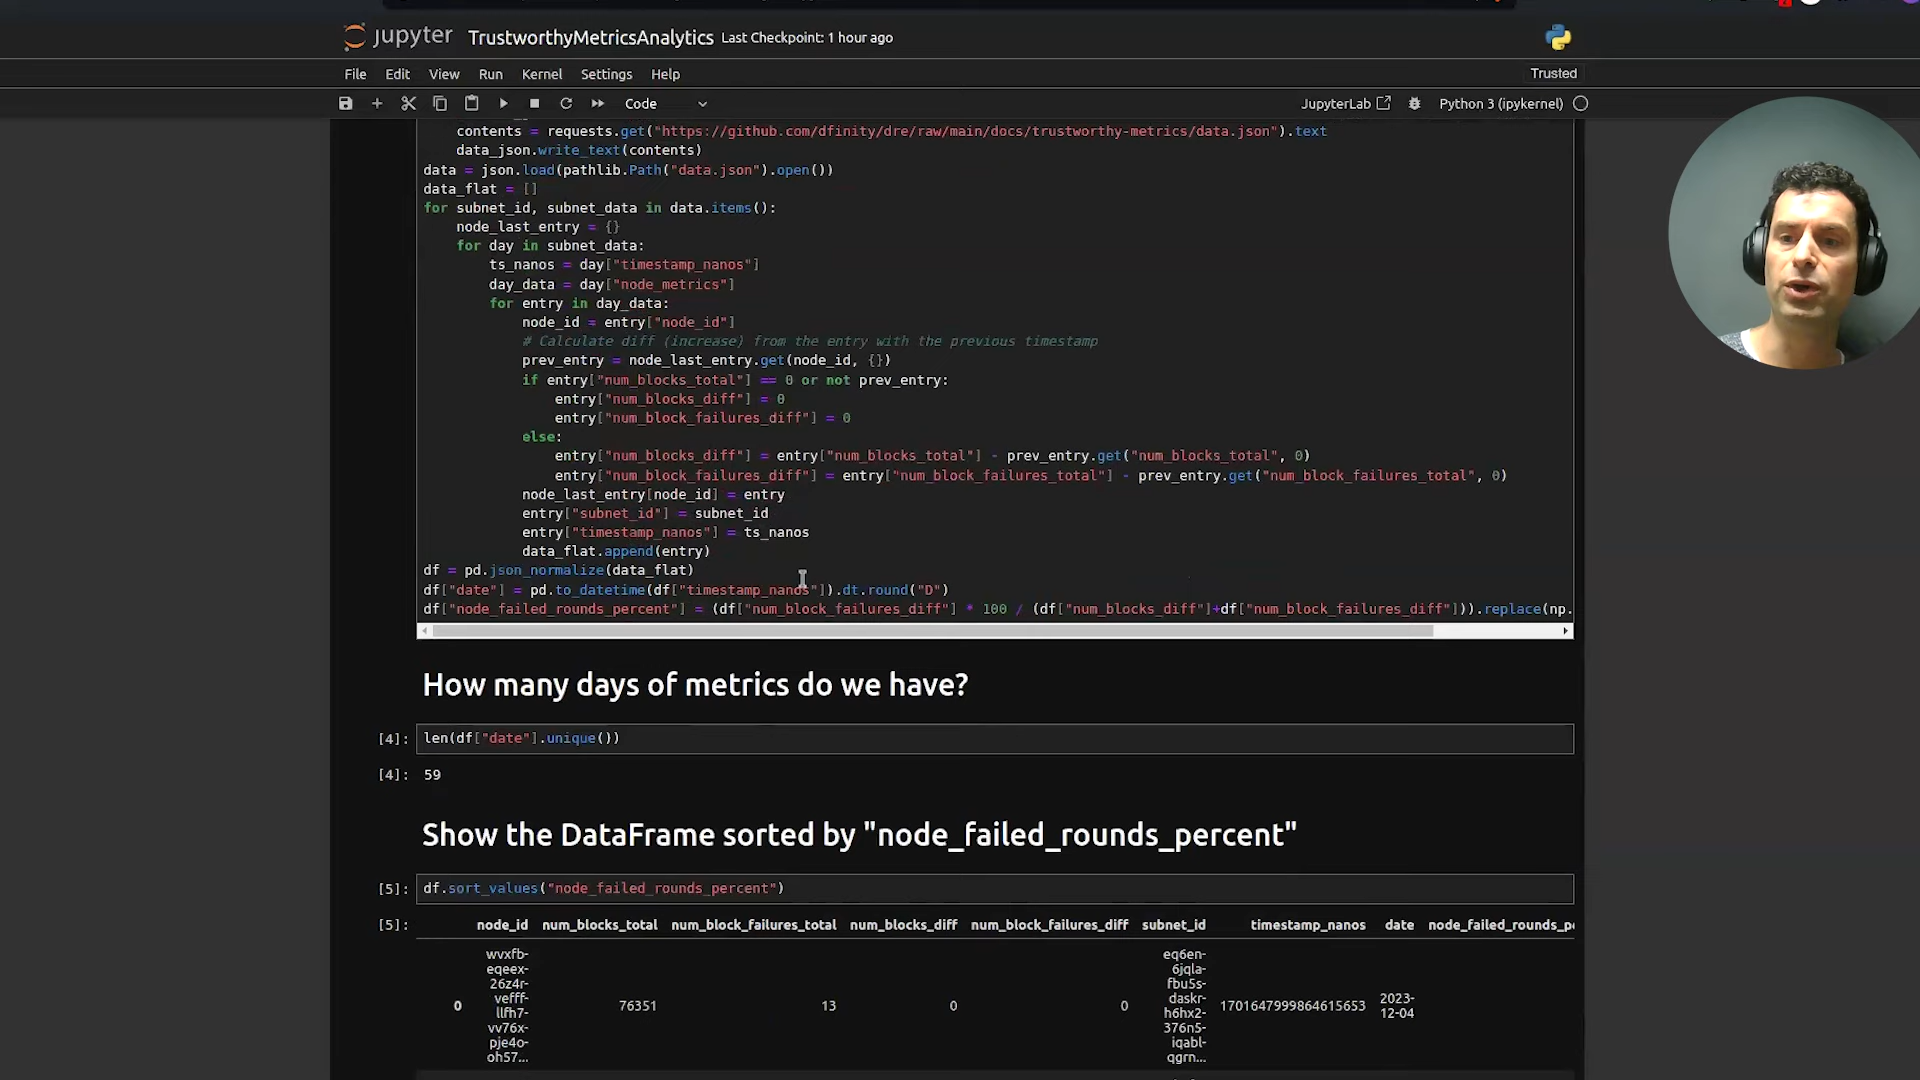 jupyter TrustworthyMetricsAnalytics Last Checkpoint: 1 hour ago
File Edit View Run Kernel Settings Help Trusted
Code JupyterLab Python 3 (ipykernel)
contents = requests.get("https://github.com/dfinity/dre/raw/main/docs/trustworthy-metrics/data.json").text
data_json.write_text(contents)
data = json.load(pathlib.Path("data.json").open())
data_flat = []
for subnet_id, subnet_data in data.items():
node_last_entry = {}
for day in subnet_data:
ts_nanos = day["timestamp_nanos"]
day_data = day["node_metrics"]
for entry in day_data:
node_id = entry["node_id"]
# Calculate diff (increase) from the entry with the previous timestamp
prev_entry = node_last_entry.get(node_id, {})
if entry["num_blocks_total"] == 0 or not prev_entry:
entry["num_blocks_diff"] = 0
entry["num_block_failures_diff"] = 0
else:
entry["num_blocks_diff"] = entry["num_blocks_total"] - prev_entry.get("num_blocks_total", 0)
entry["num_block_failures_diff"] = entry["num_block_failures_total"] - prev_entry.get("num_block_failures_total", 0)
node_last_entry[node_id] = entry
entry["subnet_id"] = subnet_id
entry["timestamp_nanos"] = ts_nanos
data_flat.append(entry)
df = pd.json_normalize(data_flat)
df["date"] = pd.to_datetime(df["timestamp_nanos"]).dt.round("D")
df["node_failed_rounds_percent"] = (df["num_block_failures_diff"] * 100 / (df["num_blocks_diff"]+df["num_block_failures_diff"])).replace(np.
How many days of metrics do we have?
[4]: len(df["date"].unique())
[4]: 59
Show the DataFrame sorted by "node_failed_rounds_percent"
[5]: df.sort_values("node_failed_rounds_percent")
[5]: node_id num_blocks_total num_block_failures_total num_blocks_diff num_block_failures_diff subnet_id timestamp_nanos date node_failed_rounds_pe
wvxfb- eq6en-
eqeex- 6jqla-
26z4r- fbu5s-
vefff- daskr- 2023-
0 76351 13 0 0 1701647999864615653
llfh7- h6hx2- 12-04
vv76x- 376n5-
pje4o- iqabl-
oh57... qgrn...